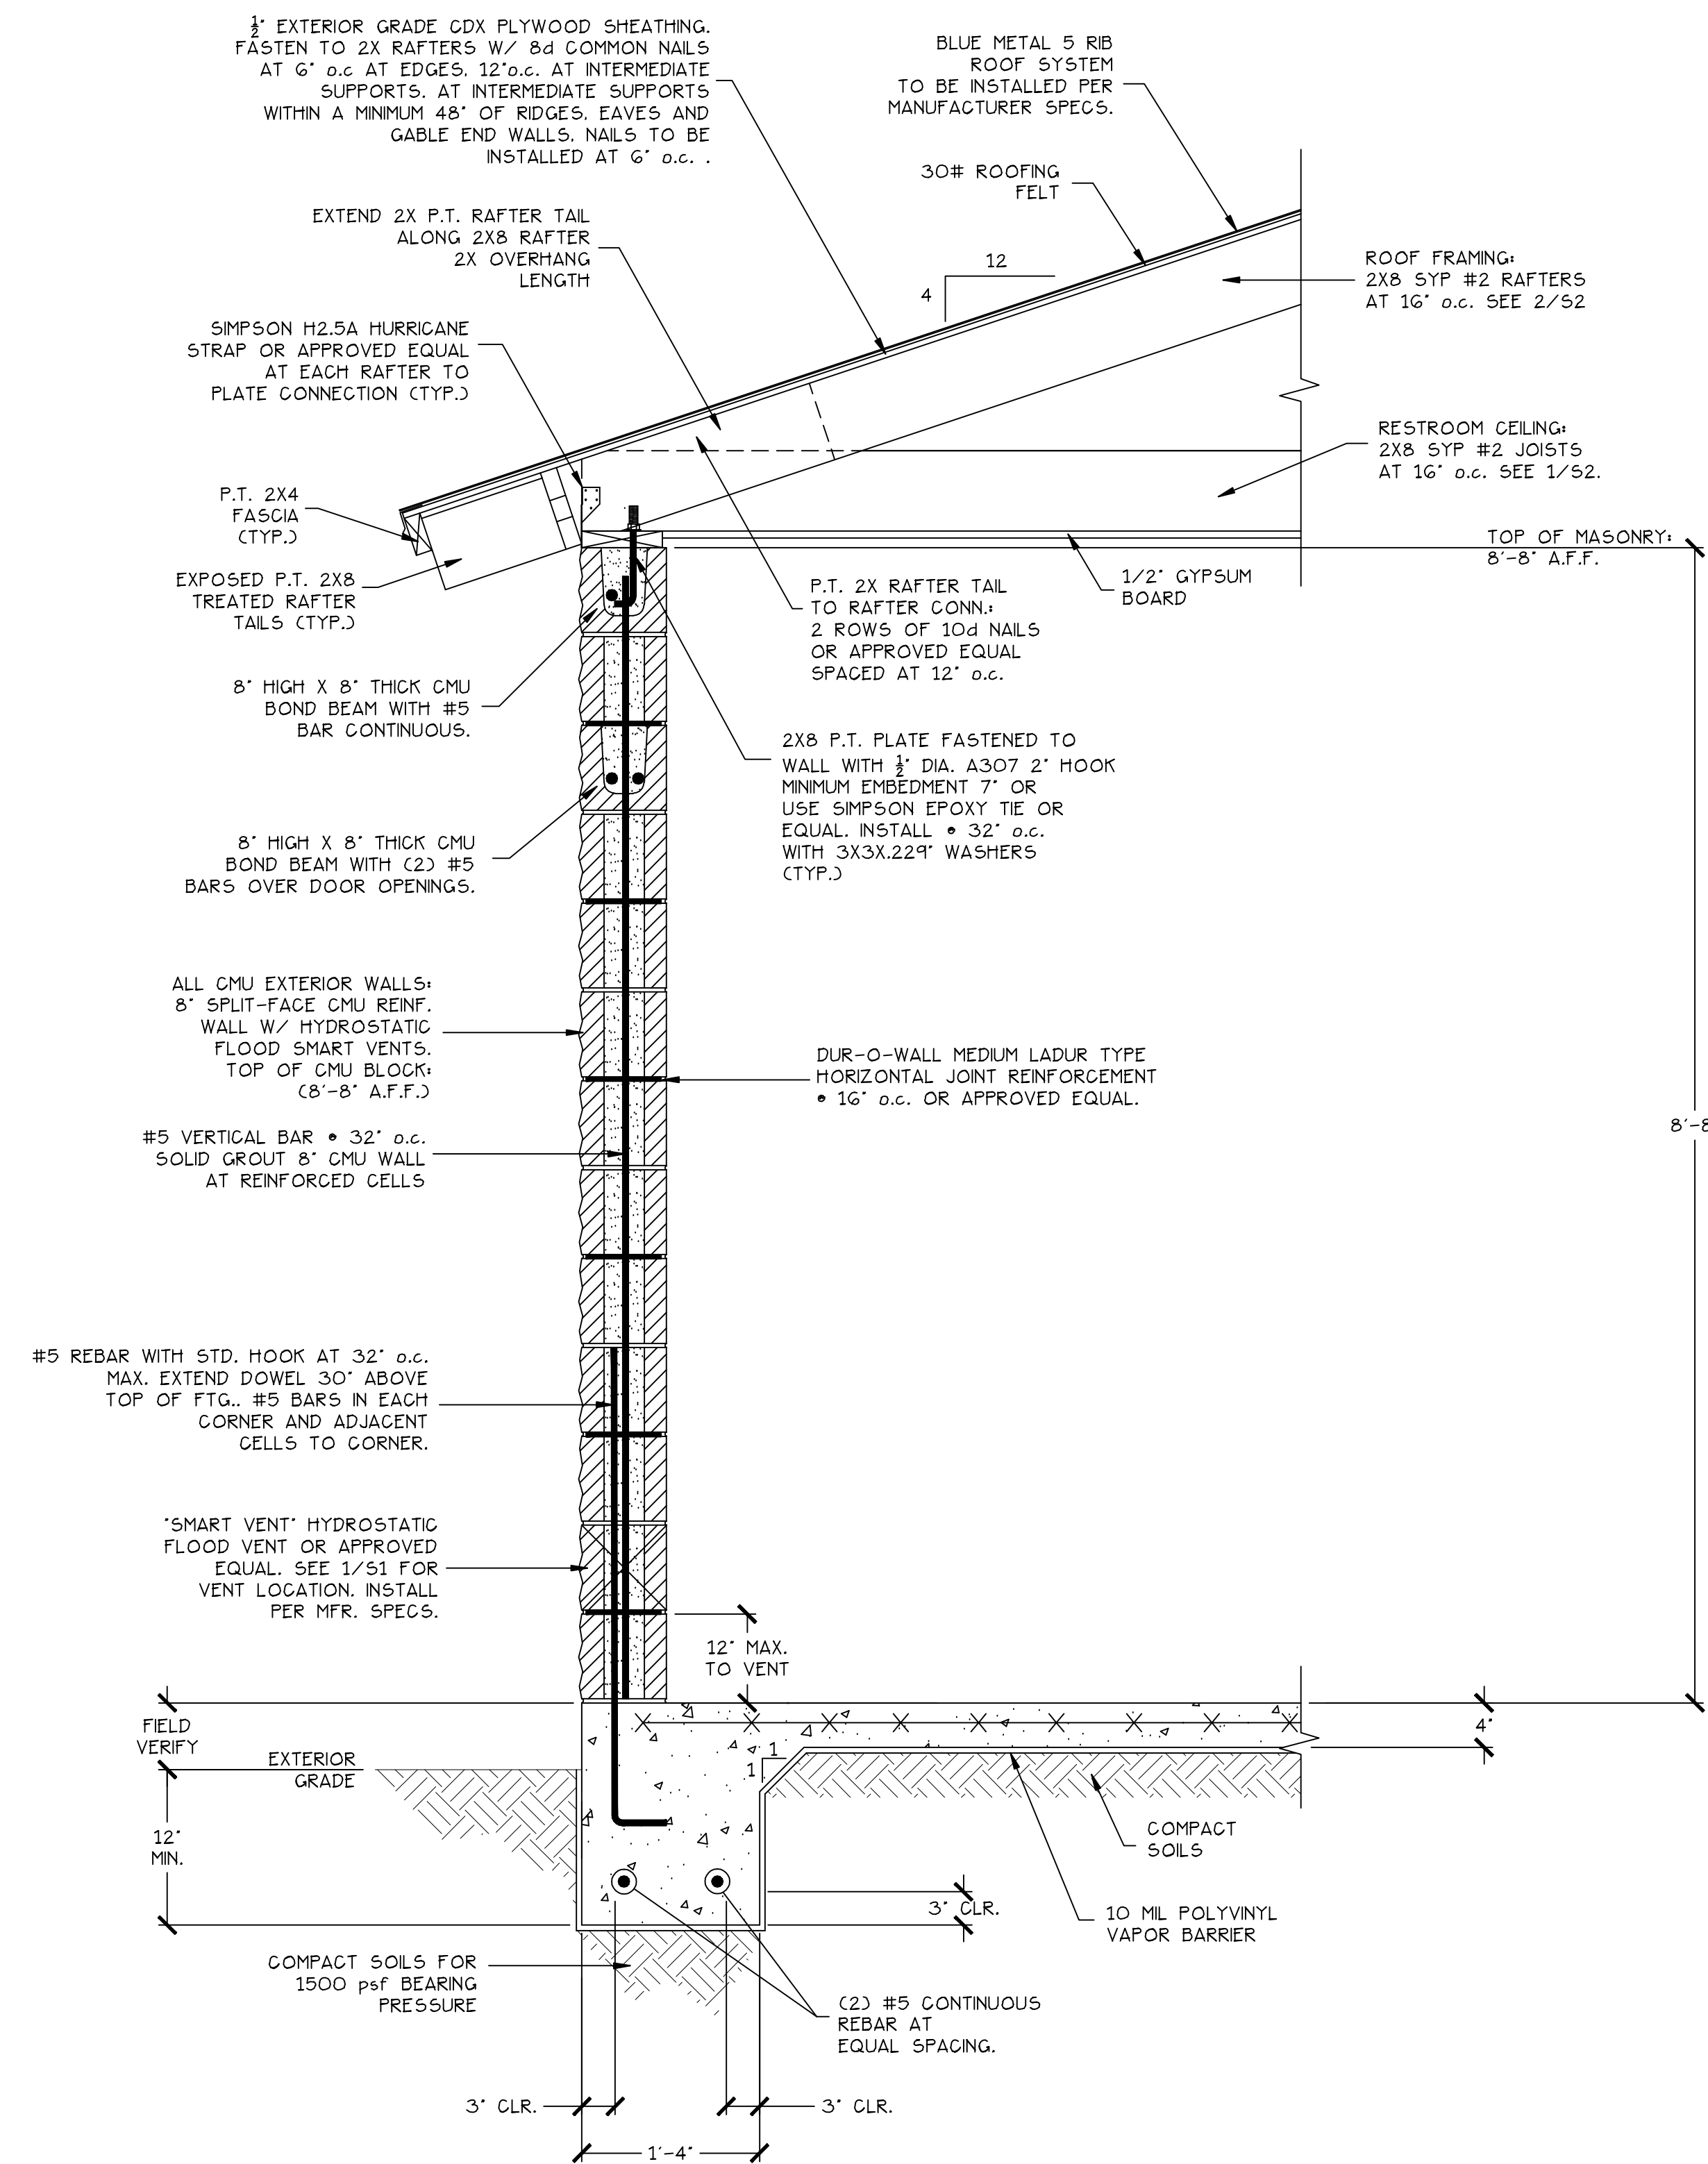 ½" EXTERIOR GRADE CDX PLYWOOD SHEATHING.
FASTEN TO 2X RAFTERS W/ 8d COMMON NAILS
AT 6" o.c AT EDGES, 12"o.c. AT INTERMEDIATE
SUPPORTS. AT INTERMEDIATE SUPPORTS
WITHIN A MINIMUM 48" OF RIDGES, EAVES AND
GABLE END WALLS, NAILS TO BE
INSTALLED AT 6" o.c. .
BLUE METAL 5 RIB
ROOF SYSTEM
TO BE INSTALLED PER
MANUFACTURER SPECS.
30# ROOFING
FELT
EXTEND 2X P.T. RAFTER TAIL
ALONG 2X8 RAFTER
2X OVERHANG
LENGTH
12
4
ROOF FRAMING:
2X8 SYP #2 RAFTERS
AT 16" o.c. SEE 2/S2
SIMPSON H2.5A HURRICANE
STRAP OR APPROVED EQUAL
AT EACH RAFTER TO
PLATE CONNECTION (TYP.)
RESTROOM CEILING:
2X8 SYP #2 JOISTS
AT 16" o.c. SEE 1/S2.
P.T. 2X4
FASCIA
(TYP.)
TOP OF MASONRY:
8'-8" A.F.F.
EXPOSED P.T. 2X8
TREATED RAFTER
TAILS (TYP.)
P.T. 2X RAFTER TAIL
TO RAFTER CONN.:
2 ROWS OF 10d NAILS
OR APPROVED EQUAL
SPACED AT 12" o.c.
1/2" GYPSUM
BOARD
8" HIGH X 8" THICK CMU
BOND BEAM WITH #5
BAR CONTINUOUS.
2X8 P.T. PLATE FASTENED TO
WALL WITH ½" DIA. A307 2" HOOK
MINIMUM EMBEDMENT 7" OR
USE SIMPSON EPOXY TIE OR
EQUAL. INSTALL @ 32" o.c.
WITH 3X3X.229" WASHERS
(TYP.)
8" HIGH X 8" THICK CMU
BOND BEAM WITH (2) #5
BARS OVER DOOR OPENINGS.
ALL CMU EXTERIOR WALLS:
8" SPLIT-FACE CMU REINF.
WALL W/ HYDROSTATIC
FLOOD SMART VENTS.
TOP OF CMU BLOCK:
(8'-8" A.F.F.)
DUR-O-WALL MEDIUM LADUR TYPE
HORIZONTAL JOINT REINFORCEMENT
@ 16" o.c. OR APPROVED EQUAL.
8'-8
#5 VERTICAL BAR @ 32" o.c.
SOLID GROUT 8" CMU WALL
AT REINFORCED CELLS
#5 REBAR WITH STD. HOOK AT 32" o.c.
MAX. EXTEND DOWEL 30" ABOVE
TOP OF FTG.. #5 BARS IN EACH
CORNER AND ADJACENT
CELLS TO CORNER.
"SMART VENT" HYDROSTATIC
FLOOD VENT OR APPROVED
EQUAL. SEE 1/S1 FOR
VENT LOCATION. INSTALL
PER MFR. SPECS.
12" MAX.
TO VENT
FIELD
VERIFY
4"
EXTERIOR
GRADE
1
1
12"
MIN.
COMPACT
SOILS
3" CLR.
10 MIL POLYVINYL
VAPOR BARRIER
COMPACT SOILS FOR
1500 psf BEARING
PRESSURE
(2) #5 CONTINUOUS
REBAR AT
EQUAL SPACING.
3" CLR.
3" CLR.
1'-4"